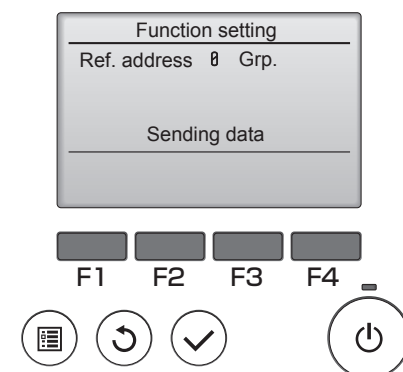 Function setting
Ref. address 0 Grp.
Sending data
F1 F2 F3 F4